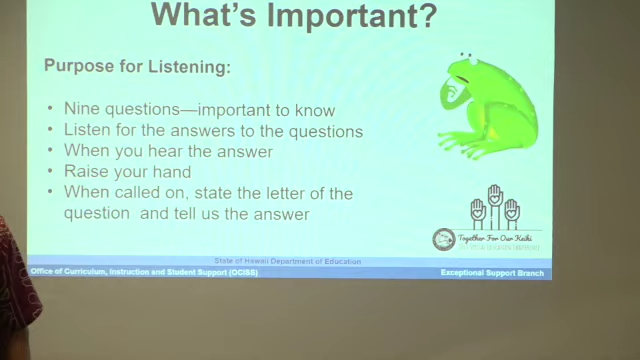 What's Important?
Purpose for Listening:
• Nine questions—important to know
• Listen for the answers to the questions
• When you hear the answer
• Raise your hand
• When called on, state the letter of the
question and tell us the answer
Together For Our Keiki
State of Hawaii Department of Education
Office of Curriculum, Instruction and Student Support (OCISS)
Exceptional Support Branch